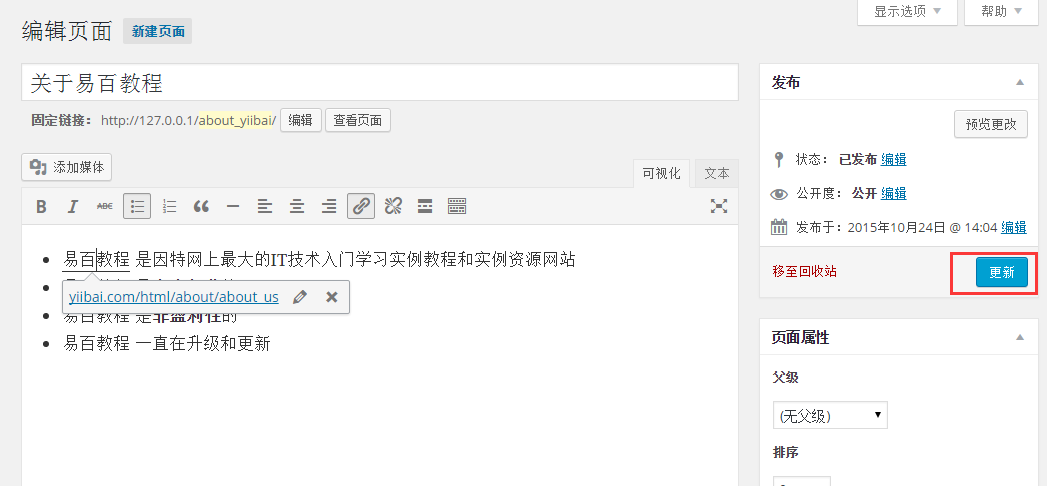 显示选项 帮助
编辑页面 新建页面
关于易百教程
固定链接： http://127.0.0.1/about_yiibai/ 编辑 查看页面
添加媒体
可视化 文本
B I ABC
易百教程 是因特网上最大的IT技术入门学习实例教程和实例资源网站
yiibai.com/html/about/about_us
易百教程 是非盈利性的
易百教程 一直在升级和更新
发布
预览更改
状态： 已发布 编辑
公开度： 公开 编辑
发布于：2015年10月24日 @ 14:04 编辑
移至回收站 更新
页面属性
父级
(无父级)
排序